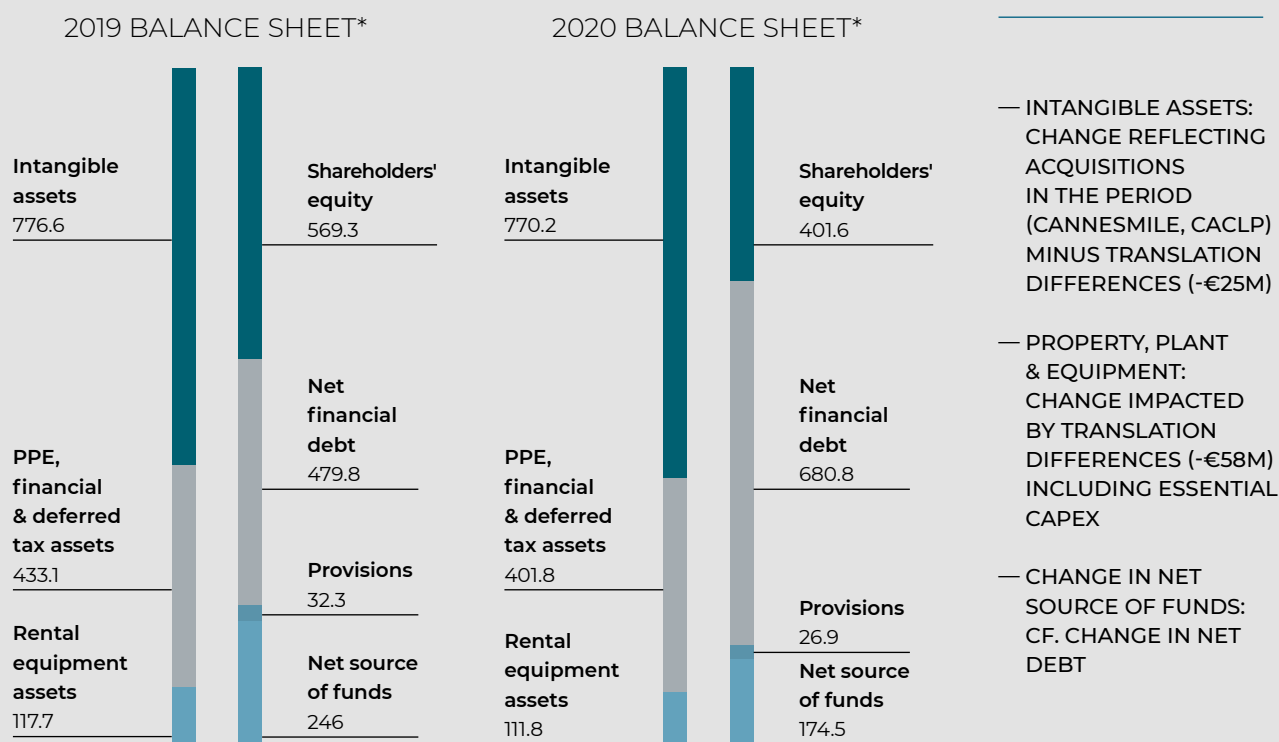 2019 BALANCE SHEET*
Intangible
assets
776.6
PPE,
financial
& deferred
tax assets
433.1
Rental
equipment
assets
117.7
Shareholders'
equity
569.3
Net
financial
debt
479.8
Provisions
32.3
Net source
of funds
246
2020 BALANCE SHEET*
Intangible
assets
770.2
PPE,
financial
& deferred
tax assets
401.8
Rental
equipment
assets
111.8
Shareholders'
equity
401.6
Net
financial
debt
680.8
Provisions
26.9
Net source
of funds
174.5
— INTANGIBLE ASSETS:
CHANGE REFLECTING
ACQUISITIONS
IN THE PERIOD
(CANNESMILE, CACLP)
MINUS TRANSLATION
DIFFERENCES (-€25M)
— PROPERTY, PLANT
& EQUIPMENT:
CHANGE IMPACTED
BY TRANSLATION
DIFFERENCES (-€58M)
INCLUDING ESSENTIAL
CAPEX
— CHANGE IN NET
SOURCE OF FUNDS:
CF. CHANGE IN NET
DEBT